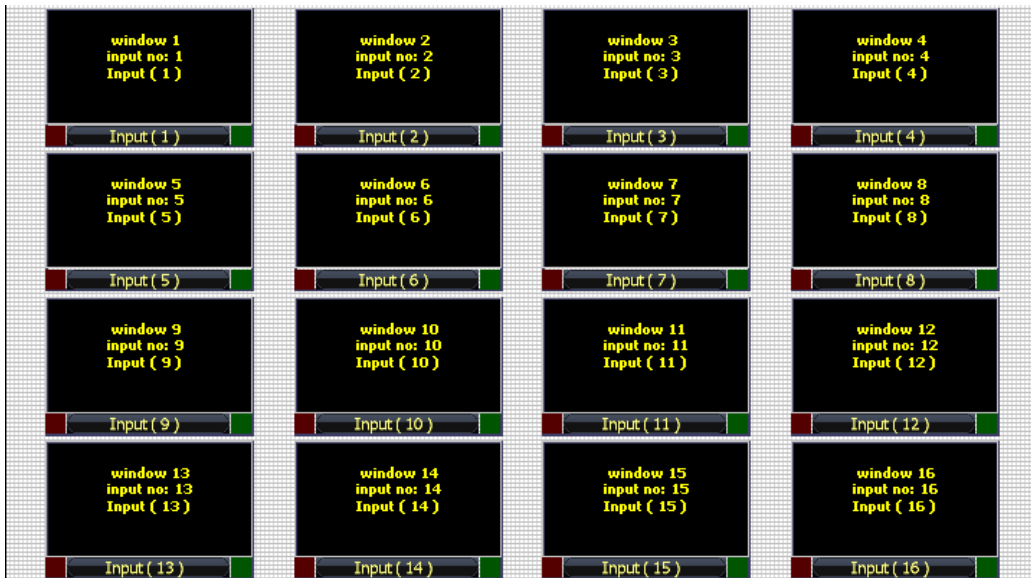 window 1
input no: 1
Input ( 1 )
Input ( 1 )
window 2
input no: 2
Input ( 2 )
Input ( 2 )
window 3
input no: 3
Input ( 3 )
Input ( 3 )
window 4
input no: 4
Input ( 4 )
Input ( 4 )
window 5
input no: 5
Input ( 5 )
Input ( 5 )
window 6
input no: 6
Input ( 6 )
Input ( 6 )
window 7
input no: 7
Input ( 7 )
Input ( 7 )
window 8
input no: 8
Input ( 8 )
Input ( 8 )
window 9
input no: 9
Input ( 9 )
Input ( 9 )
window 10
input no: 10
Input ( 10 )
Input ( 10 )
window 11
input no: 11
Input ( 11 )
Input ( 11 )
window 12
input no: 12
Input ( 12 )
Input ( 12 )
window 13
input no: 13
Input ( 13 )
Input ( 13 )
window 14
input no: 14
Input ( 14 )
Input ( 14 )
window 15
input no: 15
Input ( 15 )
Input ( 15 )
window 16
input no: 16
Input ( 16 )
Input ( 16 )